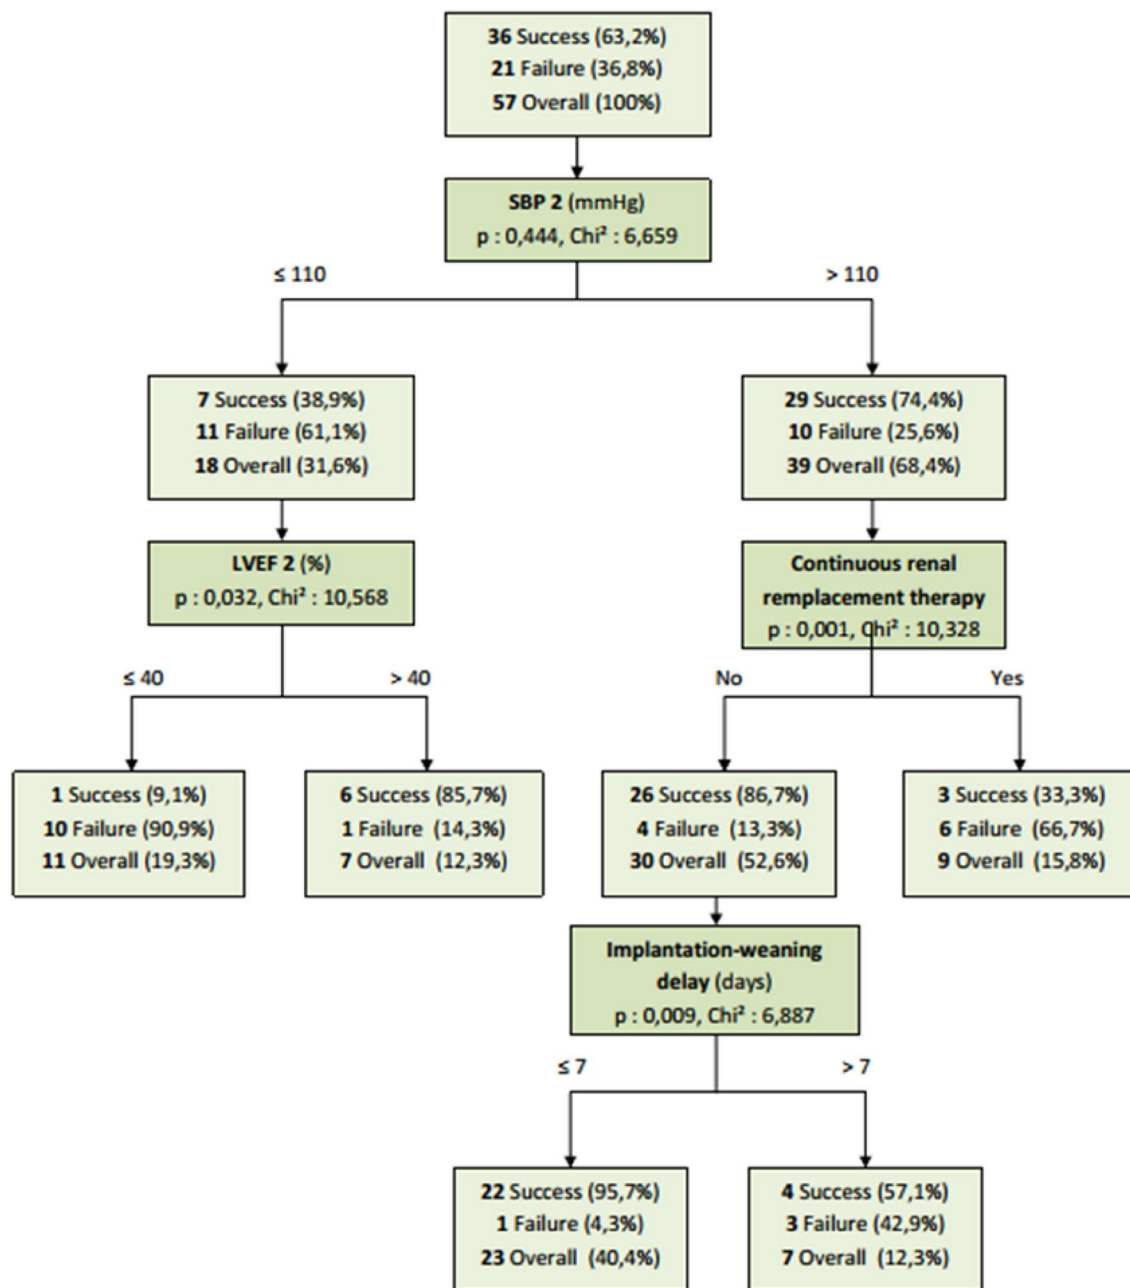 36 Success (63,2%)
21 Failure (36,8%)
57 Overall (100%)
SBP 2 (mmHg)
p : 0,444, Chi² : 6,659
≤ 110
> 110
7 Success (38,9%)
11 Failure (61,1%)
18 Overall (31,6%)
29 Success (74,4%)
10 Failure (25,6%)
39 Overall (68,4%)
LVEF 2 (%)
p : 0,032, Chi² : 10,568
Continuous renal
remplacement therapy
p : 0,001, Chi² : 10,328
≤ 40
> 40
No
Yes
1 Success (9,1%)
10 Failure (90,9%)
11 Overall (19,3%)
6 Success (85,7%)
1 Failure (14,3%)
7 Overall (12,3%)
26 Success (86,7%)
4 Failure (13,3%)
30 Overall (52,6%)
3 Success (33,3%)
6 Failure (66,7%)
9 Overall (15,8%)
Implantation-weaning
delay (days)
p : 0,009, Chi² : 6,887
≤ 7
> 7
22 Success (95,7%)
1 Failure (4,3%)
23 Overall (40,4%)
4 Success (57,1%)
3 Failure (42,9%)
7 Overall (12,3%)